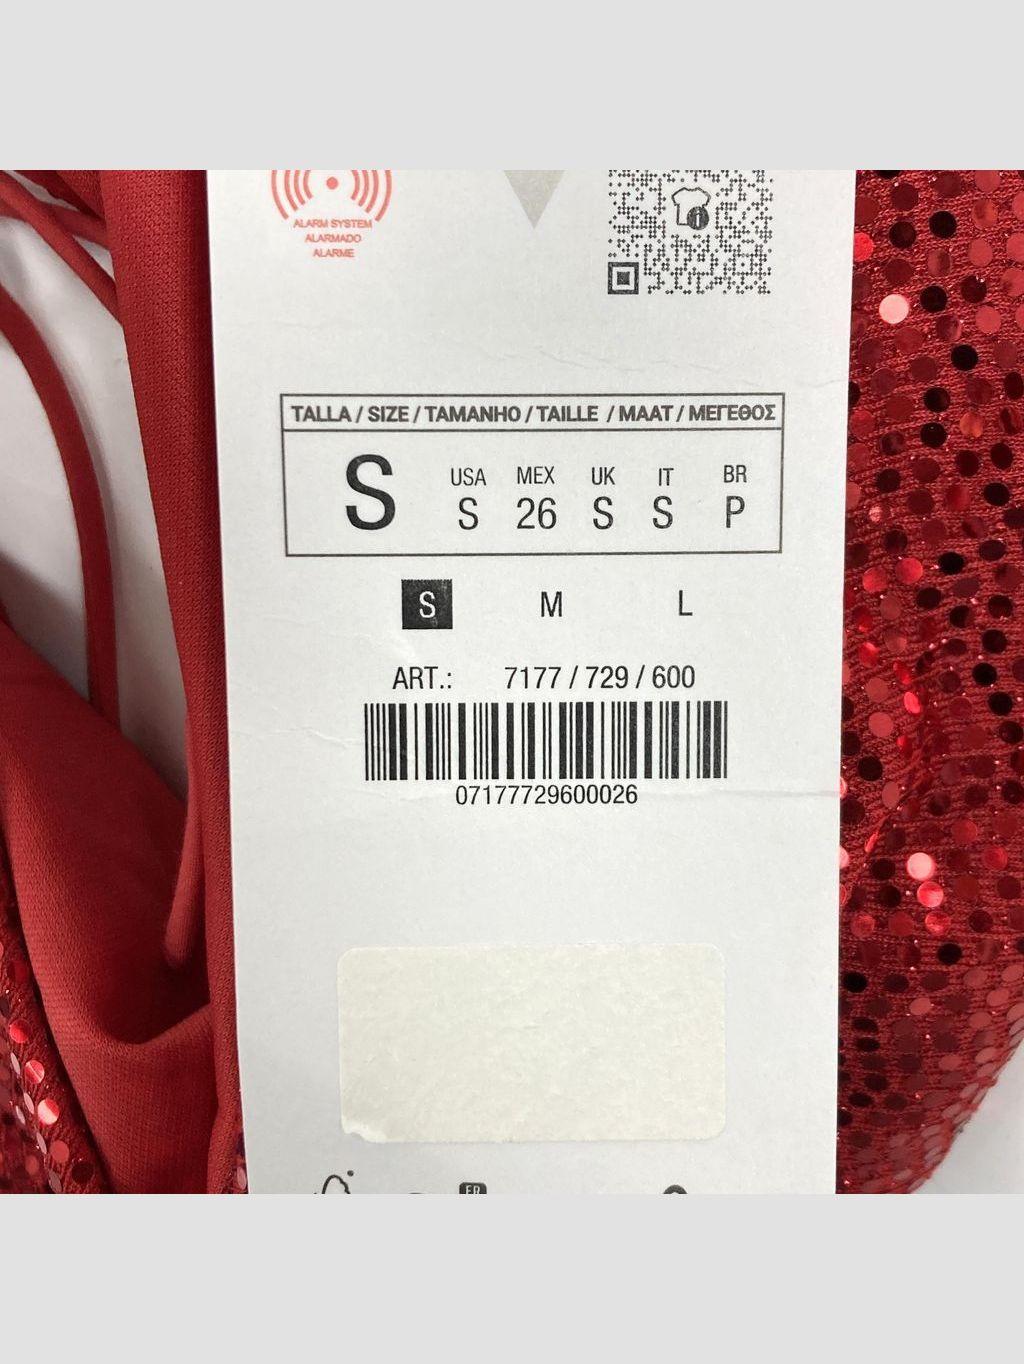 ALARM SYSTEM
ALARMADO
ALARME
TALLA / SIZE / TAMANHO / TAILLE / MAAT / ΜΕΓΕΘΟΣ
S
USA MEX UK IT BR
S 26 S S P
S M L
ART.: 7177 / 729 / 600
07177729600026
FR